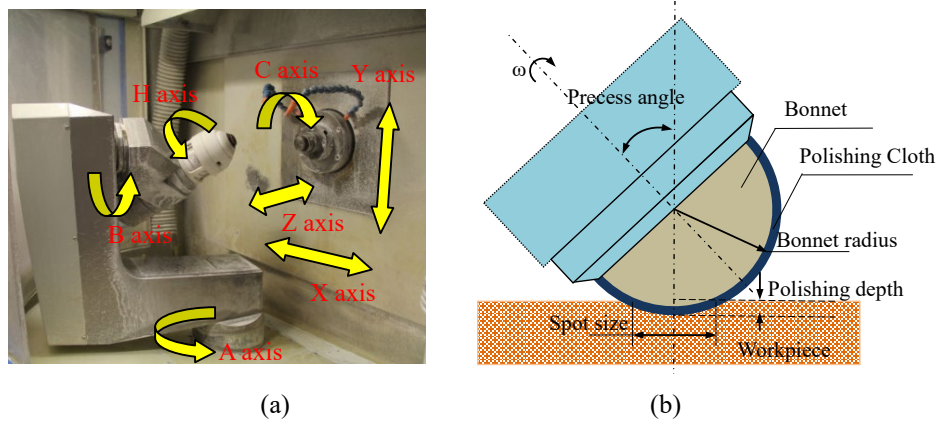 C axis
Y axis
H axis
B axis
Z axis
X axis
A axis
(a)
ω
Precess angle
Bonnet
Polishing Cloth
Bonnet radius
Polishing depth
Spot size
Workpiece
(b)